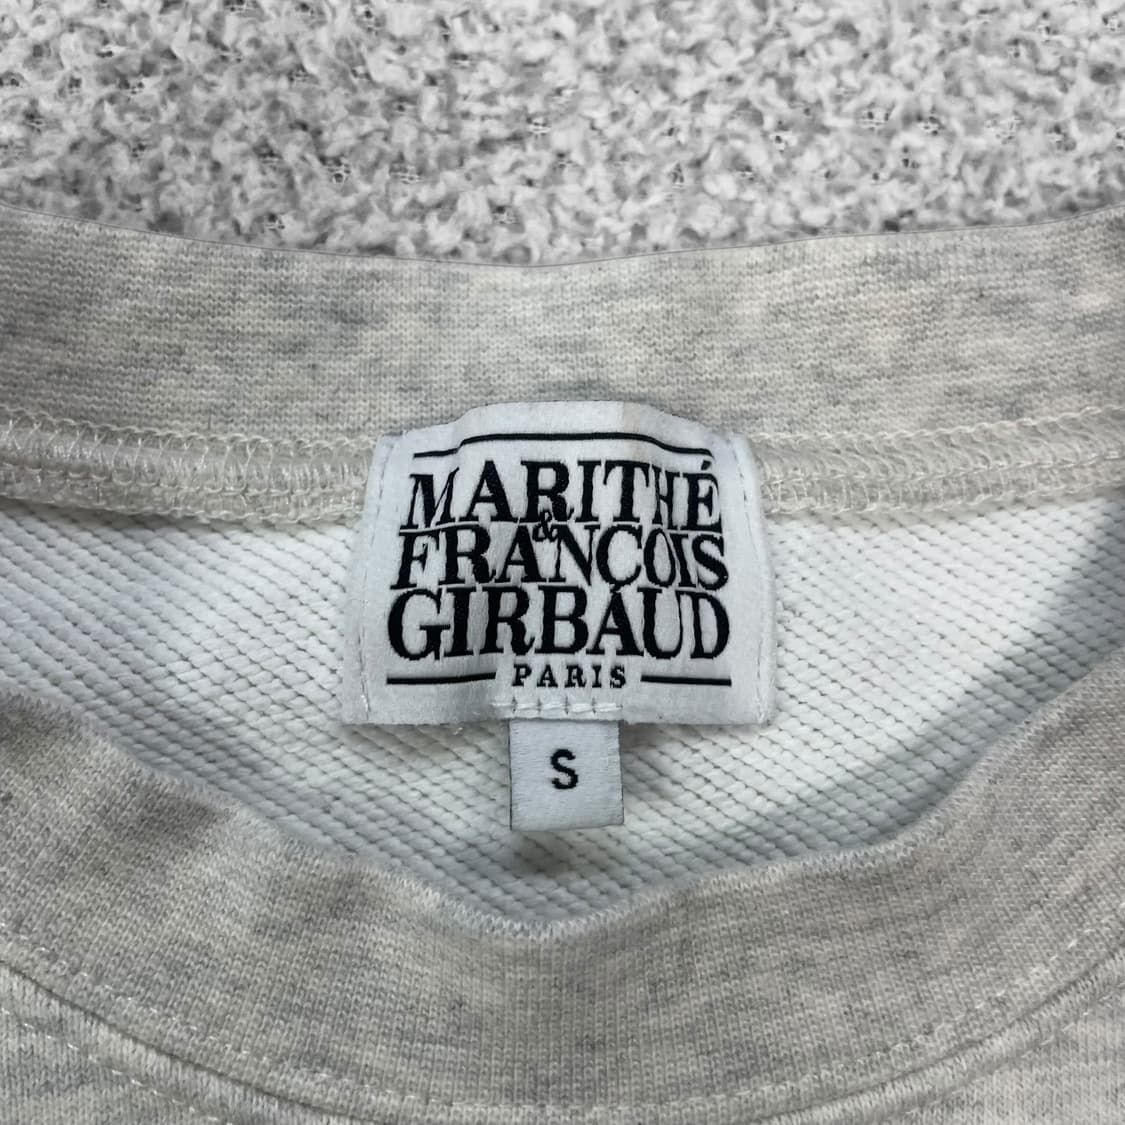 MARITHÉ
&
FRANÇOIS
GIRBAUD
PARIS
S